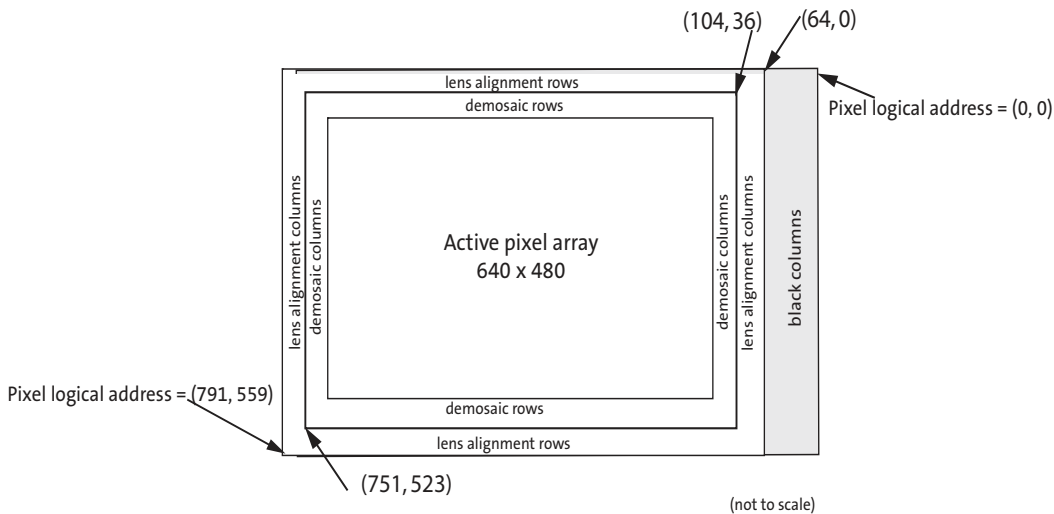 (104, 36)
(64, 0)
lens alignment rows
demosaic rows
Pixel logical address = (0, 0)
lens alignment columns
demosaic columns
Active pixel array
640 x 480
demosaic columns
lens alignment columns
black columns
Pixel logical address = (791, 559)
demosaic rows
lens alignment rows
(751, 523)
(not to scale)